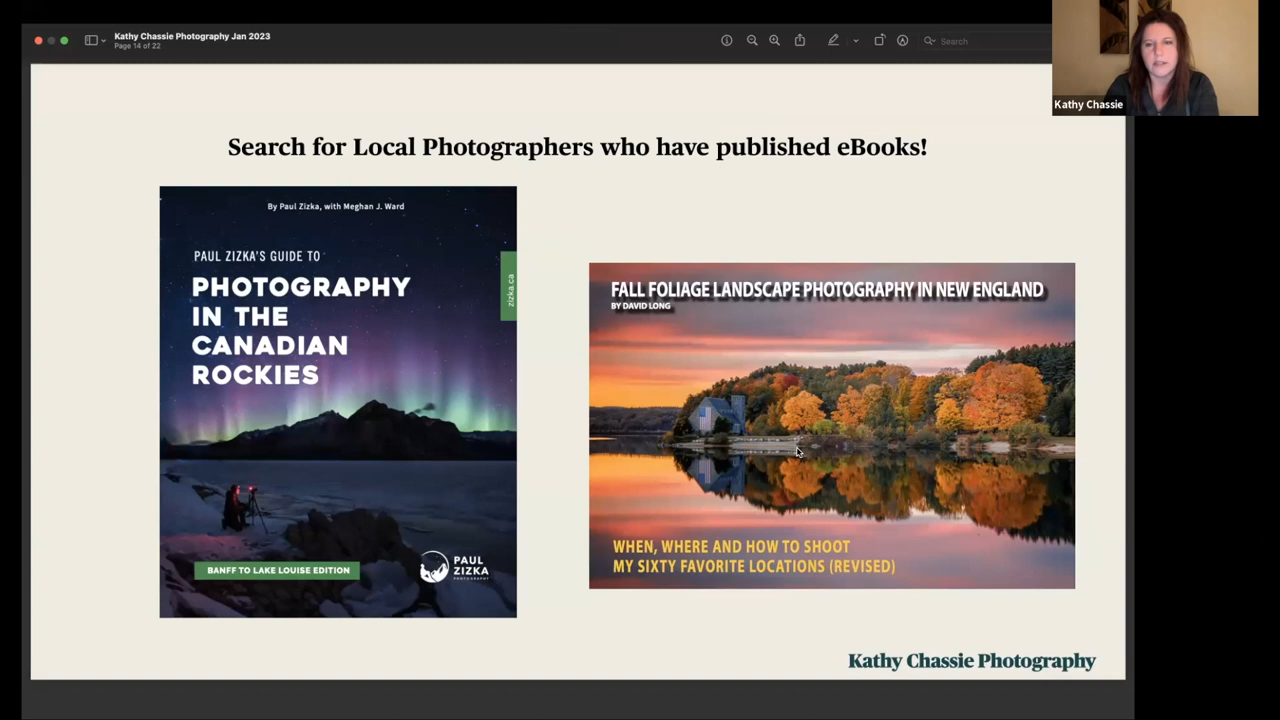 Kathy Chassie Photography Jan 2023
Page 14 of 22
Search
Kathy Chassie
Search for Local Photographers who have published eBooks!
By Paul Zizka, with Meghan J. Ward
PAUL ZIZKA'S GUIDE TO
PHOTOGRAPHY
IN THE
CANADIAN
ROCKIES
zizka.ca
BANFF TO LAKE LOUISE EDITION
PAUL
ZIZKA
PHOTOGRAPHY
FALL FOLIAGE LANDSCAPE PHOTOGRAPHY IN NEW ENGLAND
BY DAVID LONG
WHEN, WHERE AND HOW TO SHOOT
MY SIXTY FAVORITE LOCATIONS (REVISED)
Kathy Chassie Photography